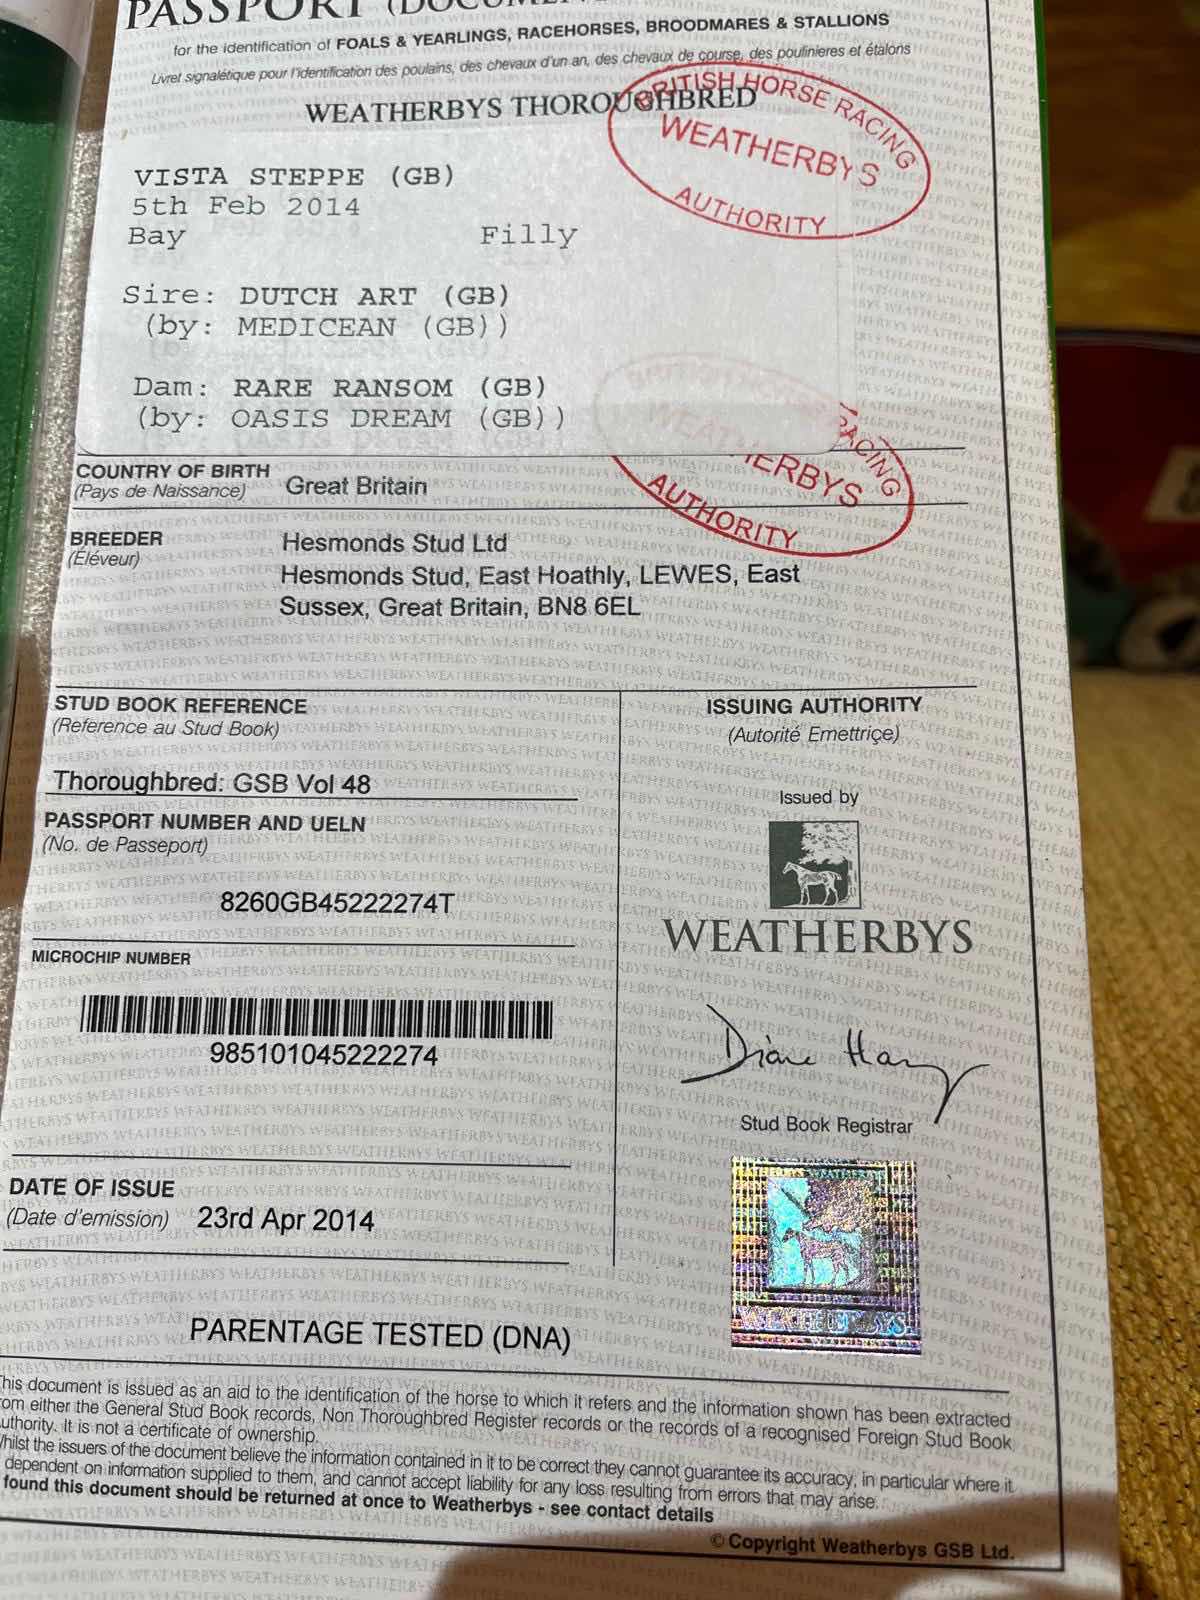 PASSPORT (DOCUMEN
for the identification of FOALS & YEARLINGS, RACEHORSES, BROODMARES & STALLIONS
Livret signalétique pour l'identification des poulains, des chevaux d'un an, des chevaux de course, des poulinieres et étalons
WEATHERBYS THOROUGHBRED
BRITISH HORSE RACING
WEATHERBYS
AUTHORITY
VISTA STEPPE (GB)
5th Feb 2014
Bay Filly
Sire: DUTCH ART (GB)
(by: MEDICEAN (GB))
Dam: RARE RANSOM (GB)
(by: OASIS DREAM (GB))
RACING
WEATHERBYS
AUTHORITY
COUNTRY OF BIRTH
(Pays de Naissance) Great Britain
BREEDER Hesmonds Stud Ltd
(Éléveur)
Hesmonds Stud, East Hoathly, LEWES, East
Sussex, Great Britain, BN8 6EL
STUD BOOK REFERENCE
(Reference au Stud Book)
Thoroughbred: GSB Vol 48
PASSPORT NUMBER AND UELN
(No. de Passeport)
8260GB45222274T
MICROCHIP NUMBER
985101045222274
DATE OF ISSUE
(Date d'emission) 23rd Apr 2014
ISSUING AUTHORITY
(Autorité Emettriçe)
Issued by
WEATHERBYS
Diane Har
Stud Book Registrar
WEATHERBYS
PARENTAGE TESTED (DNA)
his document is issued as an aid to the identification of the horse to which it refers and the information shown has been extracted
om either the General Stud Book records, Non Thoroughbred Register records or the records of a recognised Foreign Stud Book
uthority. It is not a certificate of ownership.
hilst the issuers of the document believe the information contained in it to be correct they cannot guarantee its accuracy, in particular where it
dependent on information supplied to them, and cannot accept liability for any loss resulting from errors that may arise.
found this document should be returned at once to Weatherbys - see contact details
© Copyright Weatherbys GSB Ltd.